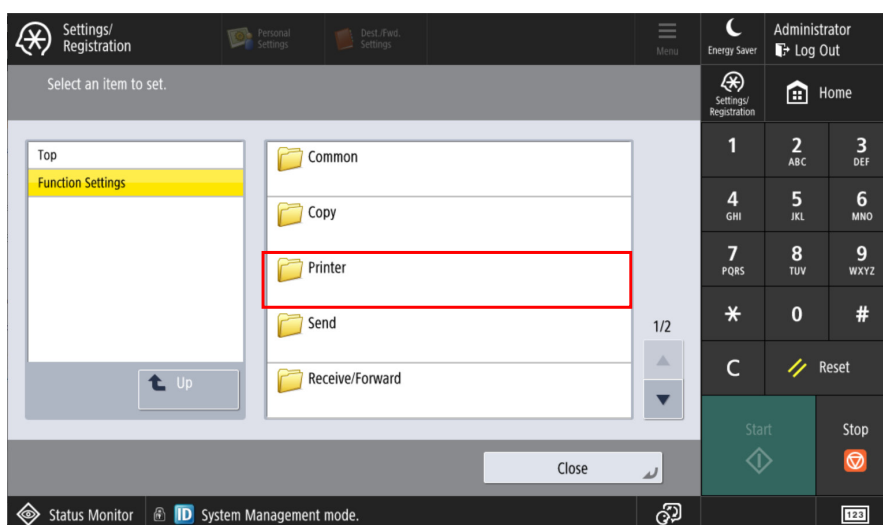 Settings/
Registration
Personal
Settings
Dest./Fwd.
Settings
Menu
Energy Saver
Administrator
Log Out
Select an item to set.
Settings/
Registration
Home
Top
Function Settings
Up
Common
Copy
Printer
Send
Receive/Forward
1/2
1
2
ABC
3
DEF
4
GHI
5
JKL
6
MNO
7
PQRS
8
TUV
9
WXYZ
*
0
#
C
Reset
Close
Start
Stop
Status Monitor
ID
System Management mode.
123